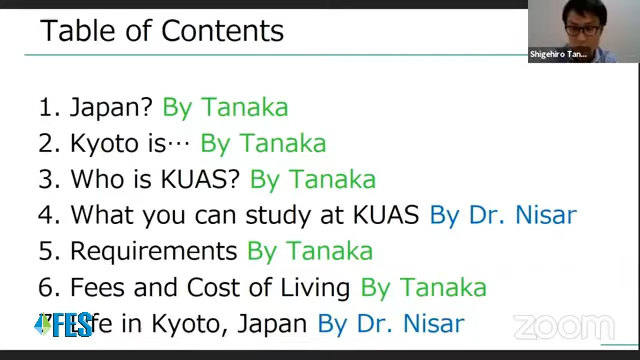 Table of Contents
Shigehiro Tan...
1. Japan? By Tanaka
2. Kyoto is… By Tanaka
3. Who is KUAS? By Tanaka
4. What you can study at KUAS By Dr. Nisar
5. Requirements By Tanaka
6. Fees and Cost of Living By Tanaka
7. Life in Kyoto, Japan By Dr. Nisar
FES
zoom